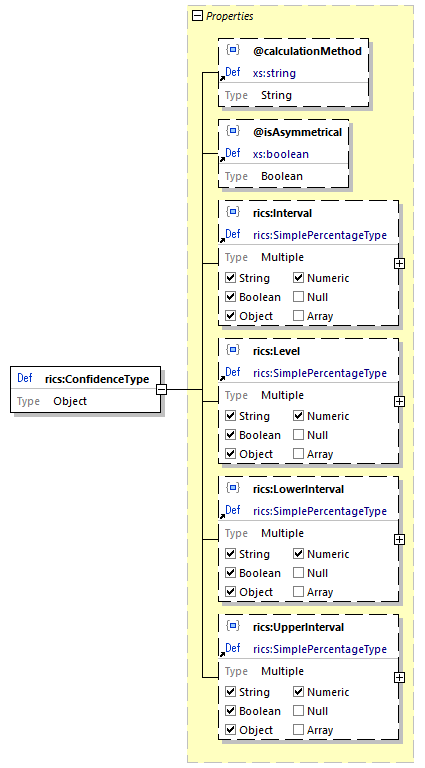 Properties
@calculationMethod
Def xs:string
Type String
@isAsymmetrical
Def xs:boolean
Type Boolean
rics:Interval
Def rics:SimplePercentageType
Type Multiple
String Numeric
Boolean Null
Object Array
rics:Level
Def rics:SimplePercentageType
Type Multiple
String Numeric
Boolean Null
Object Array
Def rics:ConfidenceType
Type Object
rics:LowerInterval
Def rics:SimplePercentageType
Type Multiple
String Numeric
Boolean Null
Object Array
rics:UpperInterval
Def rics:SimplePercentageType
Type Multiple
String Numeric
Boolean Null
Object Array